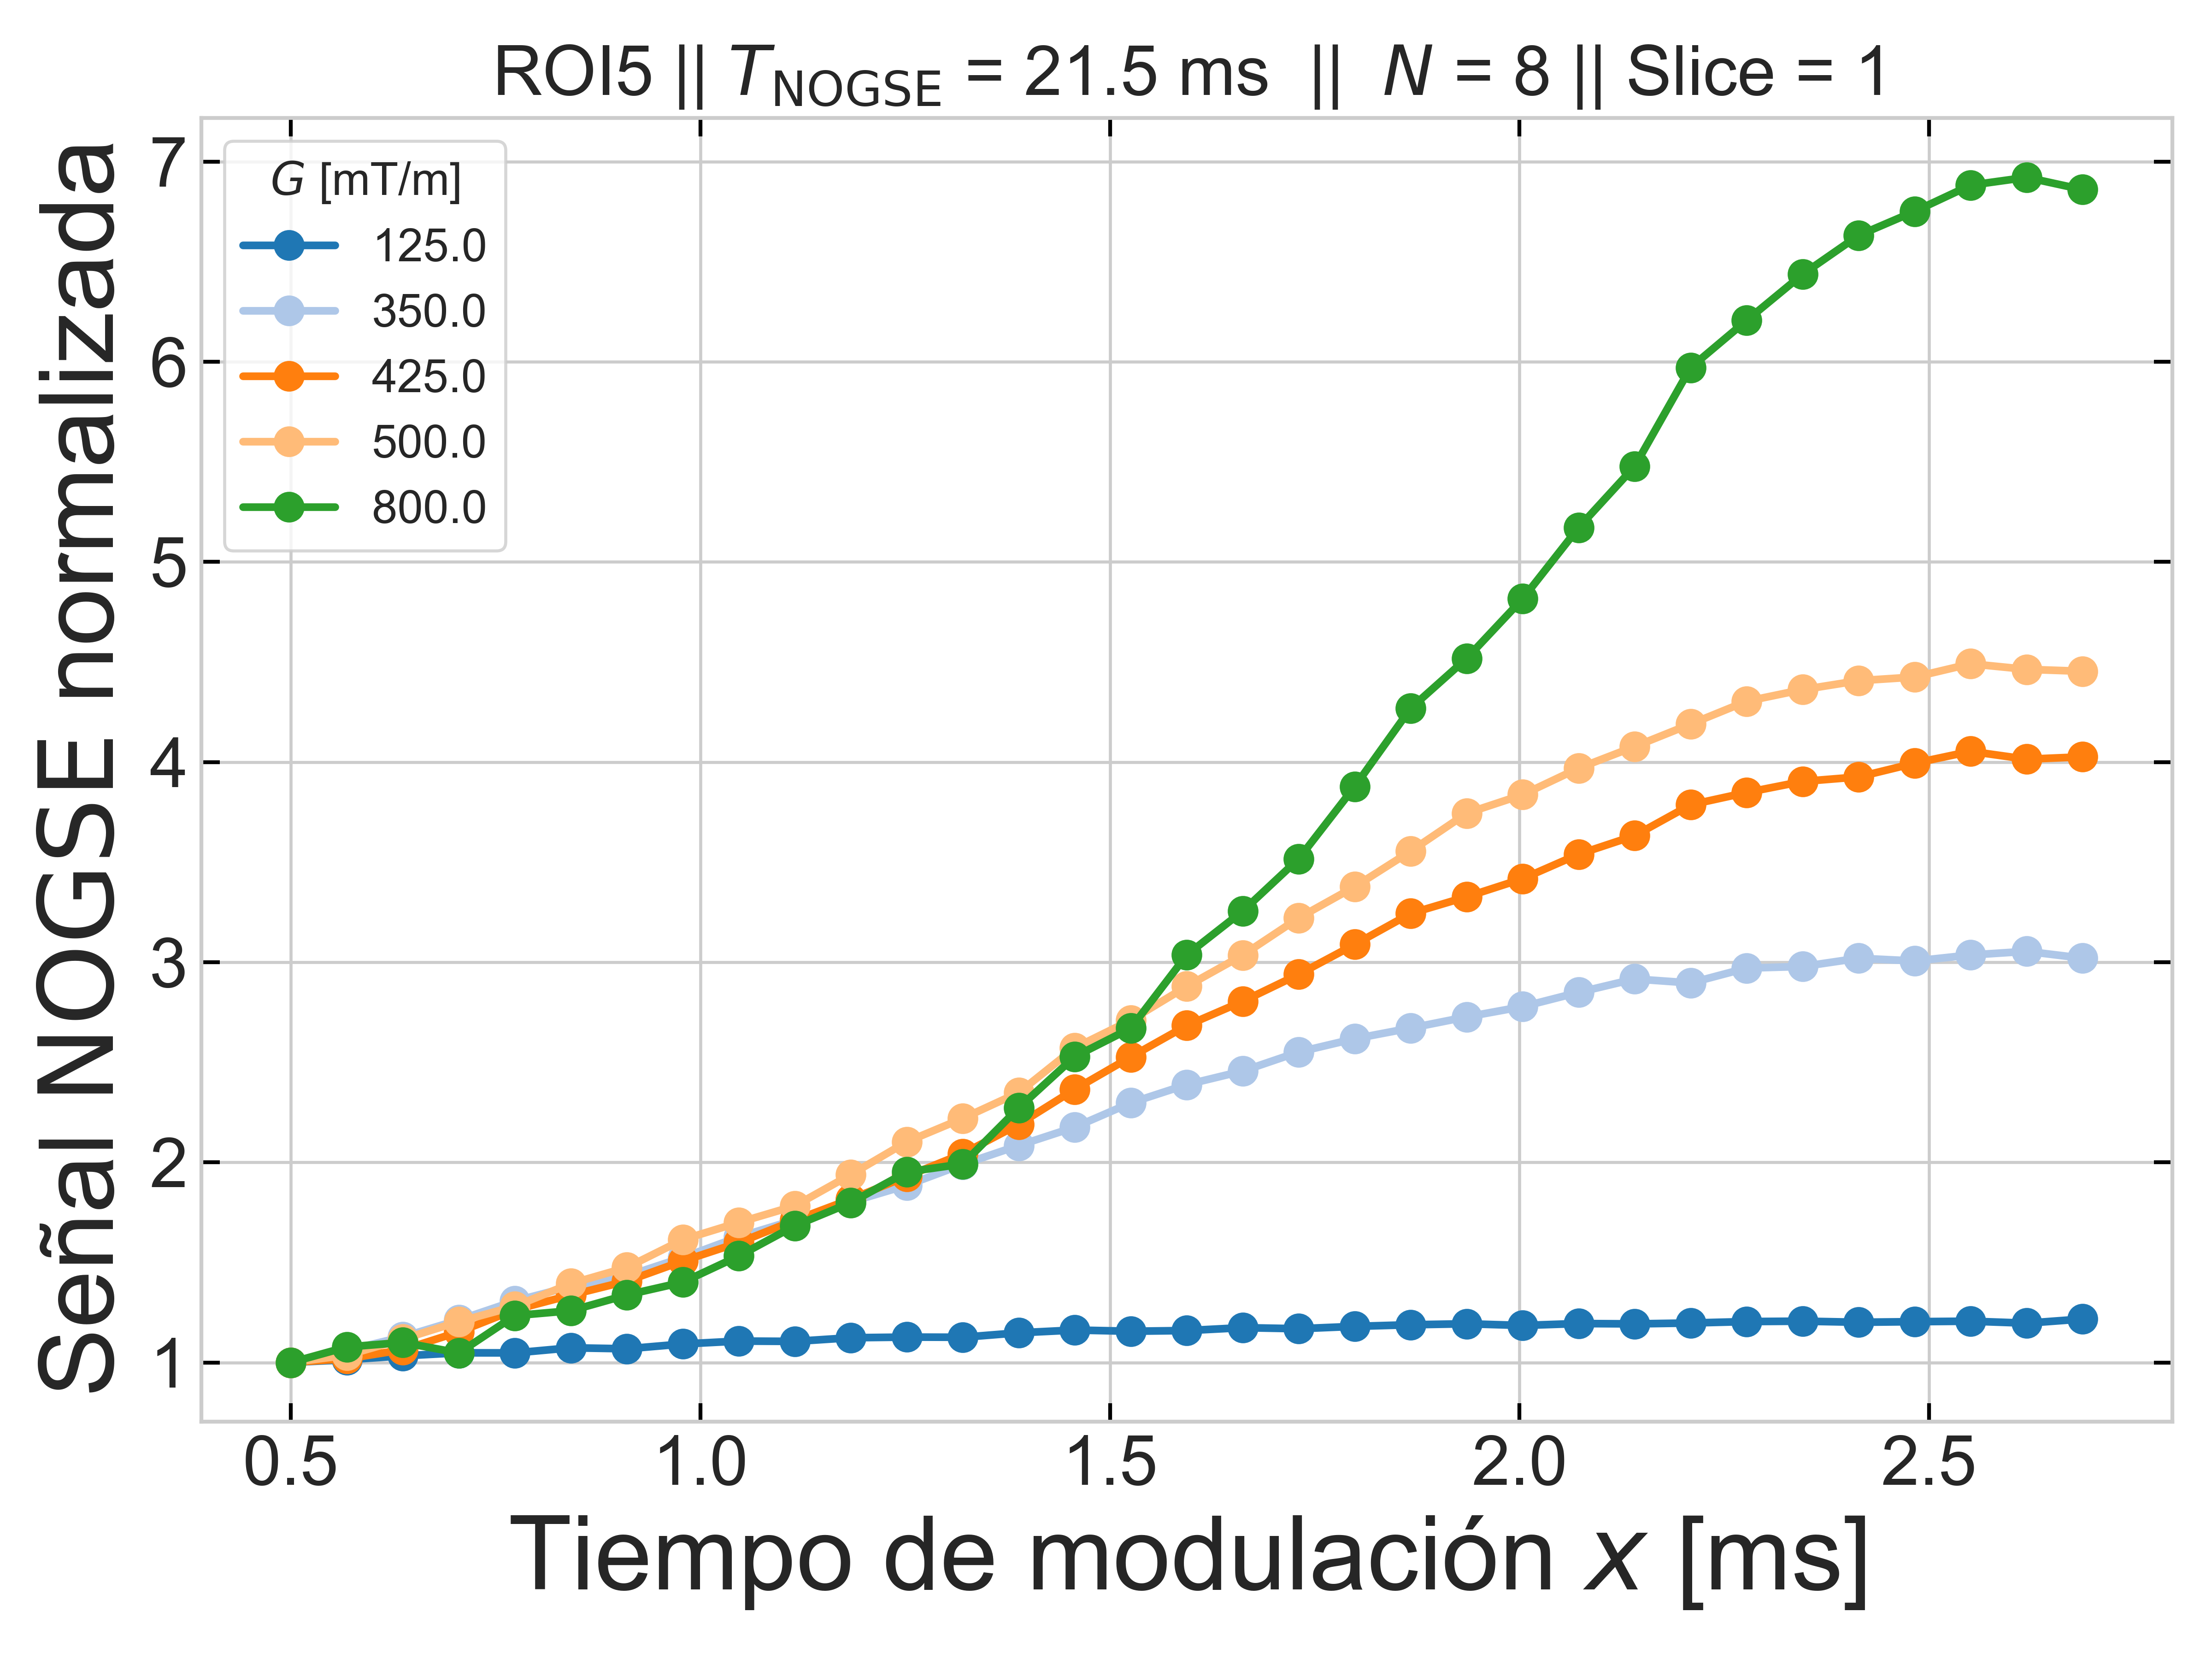 ROI5 || T_NOGSE = 21.5 ms || N = 8 || Slice = 1
Señal NOGSE normalizada
7
6
5
4
3
2
1
G [mT/m]
125.0
350.0
425.0
500.0
800.0
0.5 1.0 1.5 2.0 2.5
Tiempo de modulación x [ms]